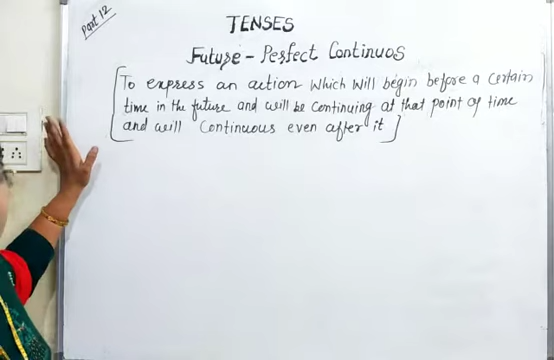 Part 12
TENSES
Future - Perfect Continuos
[To express an action which will begin before a certain
time in the future and will be continuing at that point of time
and will Continuous even after it]